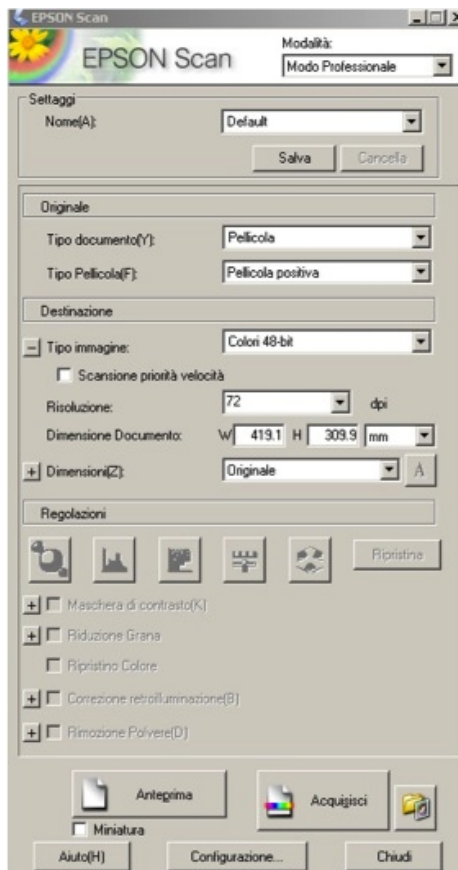 EPSON Scan
EPSON Scan
Modalità:
Modo Professionale
Settaggi
Nome(A):
Default
Salva
Cancella
Originale
Tipo documento(Y):
Pellicola
Tipo Pellicola(F):
Pellicola positiva
Destinazione
Tipo immagine:
Colori 48-bit
Scansione priorità velocità
Risoluzione:
72
dpi
Dimensione Documento:
W 419.1 H 309.9 mm
Dimensioni(Z):
Originale
A
Regolazioni
Ripristina
Maschera di contrasto(K)
Riduzione Grana
Ripristino Colore
Correzione retroilluminazione(B)
Rimozione Polvere(D)
Anteprima
Acquisisci
Miniatura
Aiuto(H)
Configurazione...
Chiudi